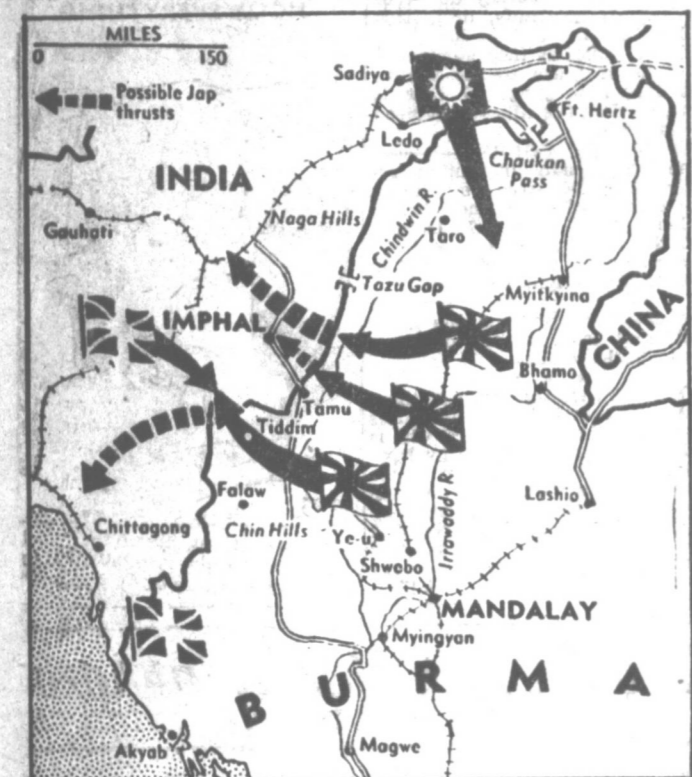 MILES
0 150
Possible Jap
thrusts
Sadiya
Ft. Hertz
Ledo
Chaukan
Pass
INDIA
Naga Hills
Chindwin R.
Taro
Gauhati
Tazu Gap
Myitkyina
IMPHAL
CHINA
Bhamo
Tamu
Tiddim
Falaw
Chin Hills
Lashio
Irrawaddy R
Chittagong
Ye-u
Shwebo
MANDALAY
Myingyan
BURMA
Akyab
Magwe